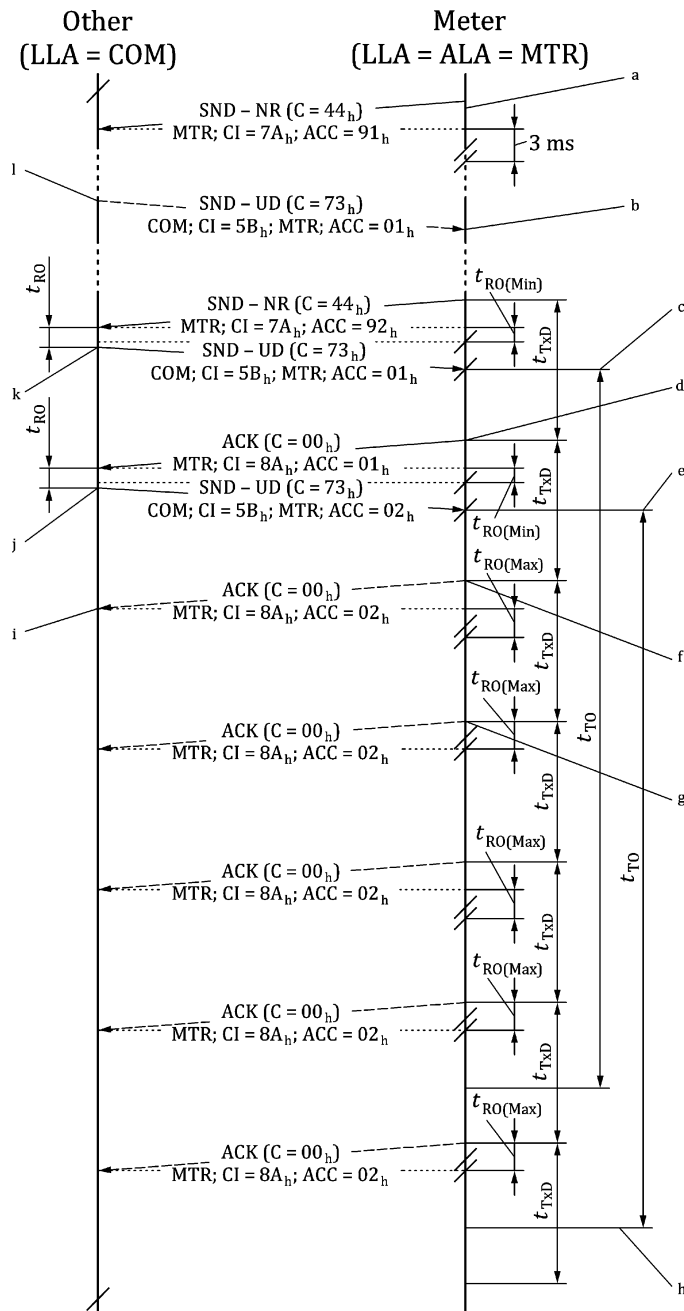 Other
(LLA = COM)
Meter
(LLA = ALA = MTR)
a
SND – NR (C = 44h)
MTR; CI = 7Ah; ACC = 91h
3 ms
l
SND – UD (C = 73h)
COM; CI = 5Bh; MTR; ACC = 01h
b
tRO
SND – NR (C = 44h)
MTR; CI = 7Ah; ACC = 92h
tRO(Min)
c
SND – UD (C = 73h)
COM; CI = 5Bh; MTR; ACC = 01h
tTxD
k
d
tRO
ACK (C = 00h)
MTR; CI = 8Ah; ACC = 01h
SND – UD (C = 73h)
COM; CI = 5Bh; MTR; ACC = 02h
tTxD
e
tRO(Min)
j
tRO(Max)
ACK (C = 00h)
MTR; CI = 8Ah; ACC = 02h
i
f
tTxD
tRO(Max)
ACK (C = 00h)
MTR; CI = 8Ah; ACC = 02h
tTO
g
tTxD
tRO(Max)
ACK (C = 00h)
MTR; CI = 8Ah; ACC = 02h
tTO
tTxD
tRO(Max)
ACK (C = 00h)
MTR; CI = 8Ah; ACC = 02h
tTxD
tRO(Max)
ACK (C = 00h)
MTR; CI = 8Ah; ACC = 02h
tTxD
h